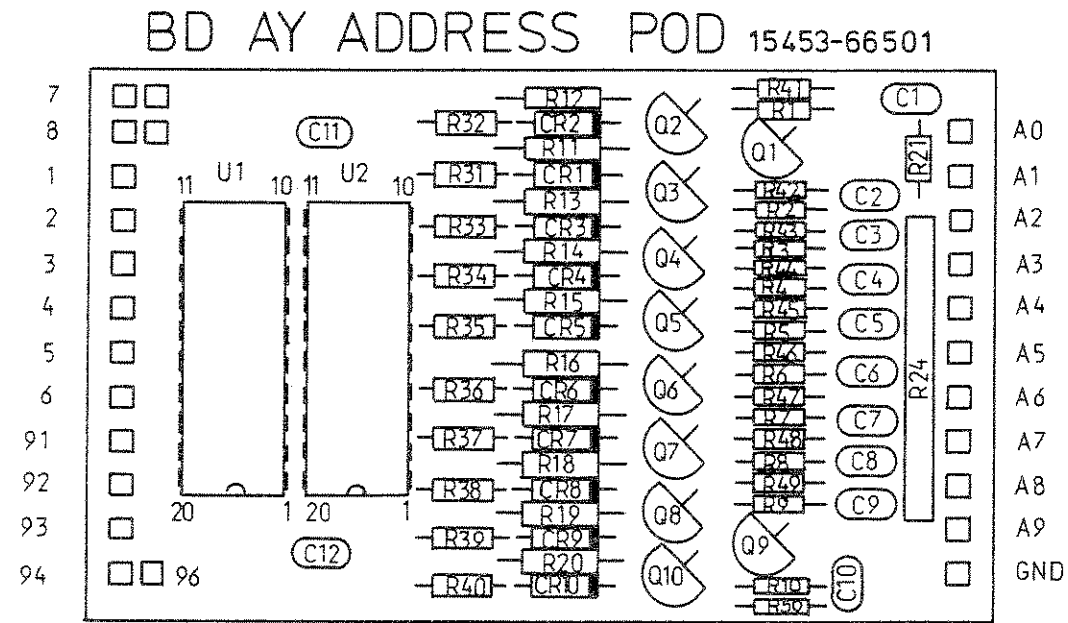 BD AY ADDRESS POD 15453-66501
7 R12 R41 C1
8 C11 R32 CR2 Q2 R1 A0
R11 Q1 R21
1 U1 U2 R31 CR1 A1
11 10 11 10 R13 Q3 R42 C2
2 R33 CR3 R2 A2
R14 R43 C3
3 R34 CR4 Q4 R3 A3
R15 R44 C4
4 R35 CR5 Q5 R4 A4
R45 C5
5 R16 R5 A5
R46
6 R36 CR6 Q6 R6 C6 R24 A6
R17 R47
91 R37 CR7 Q7 R7 C7 A7
R18 R48
92 R38 CR8 R8 C8 A8
20 1 20 1 R19 Q8 R49
93 R39 CR9 R9 C9 A9
C12 R20 Q9
94 96 R40 CR10 Q10 R10 C10 GND
R50